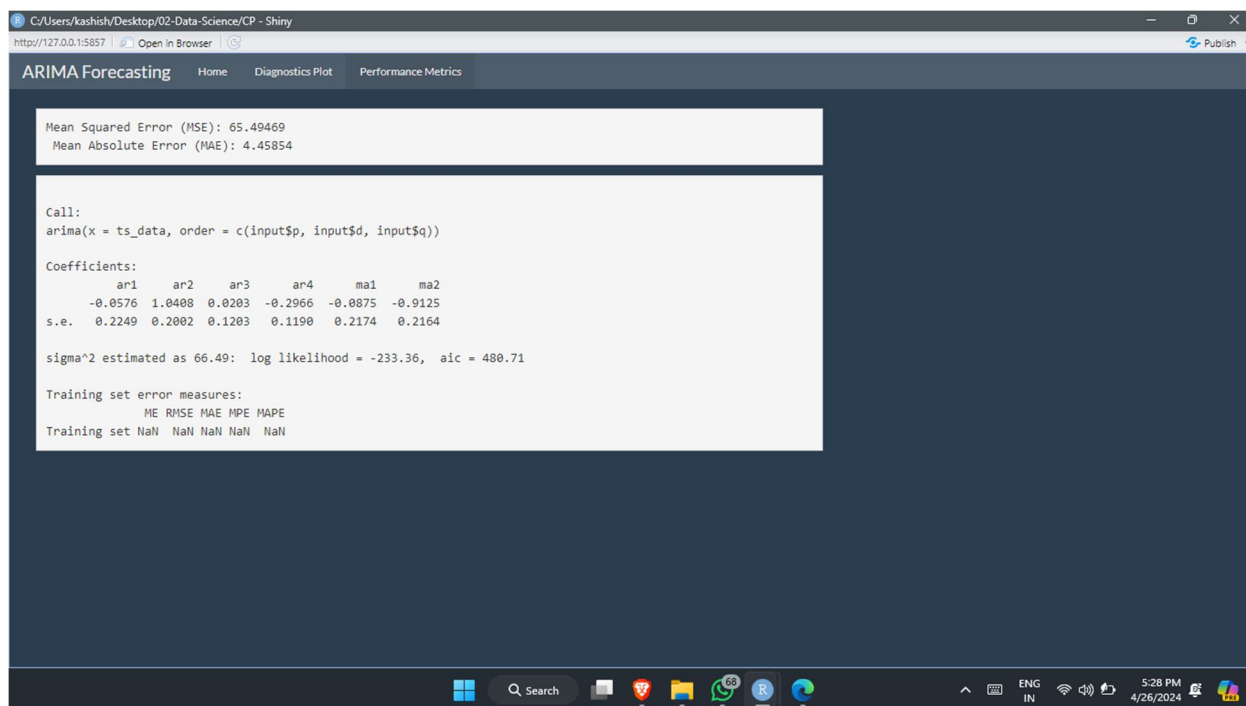 C:/Users/kashish/Desktop/02-Data-Science/CP - Shiny
http://127.0.0.1:5857 Open in Browser Publish
ARIMA Forecasting Home Diagnostics Plot Performance Metrics
Mean Squared Error (MSE): 65.49469
Mean Absolute Error (MAE): 4.45854
Call:
arima(x = ts_data, order = c(input$p, input$d, input$q))
Coefficients:
ar1 ar2 ar3 ar4 ma1 ma2
-0.0576 1.0408 0.0203 -0.2966 -0.0875 -0.9125
s.e. 0.2249 0.2002 0.1203 0.1190 0.2174 0.2164
sigma^2 estimated as 66.49: log likelihood = -233.36, aic = 480.71
Training set error measures:
ME RMSE MAE MPE MAPE
Training set NaN NaN NaN NaN NaN
Search 68 R ENG 5:28 PM
IN 4/26/2024 PRE